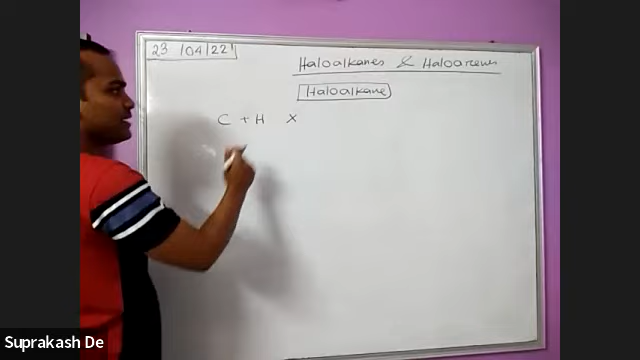 23/04/22
Haloalkanes & Haloarenes
Haloalkane
C + H X
Suprakash De